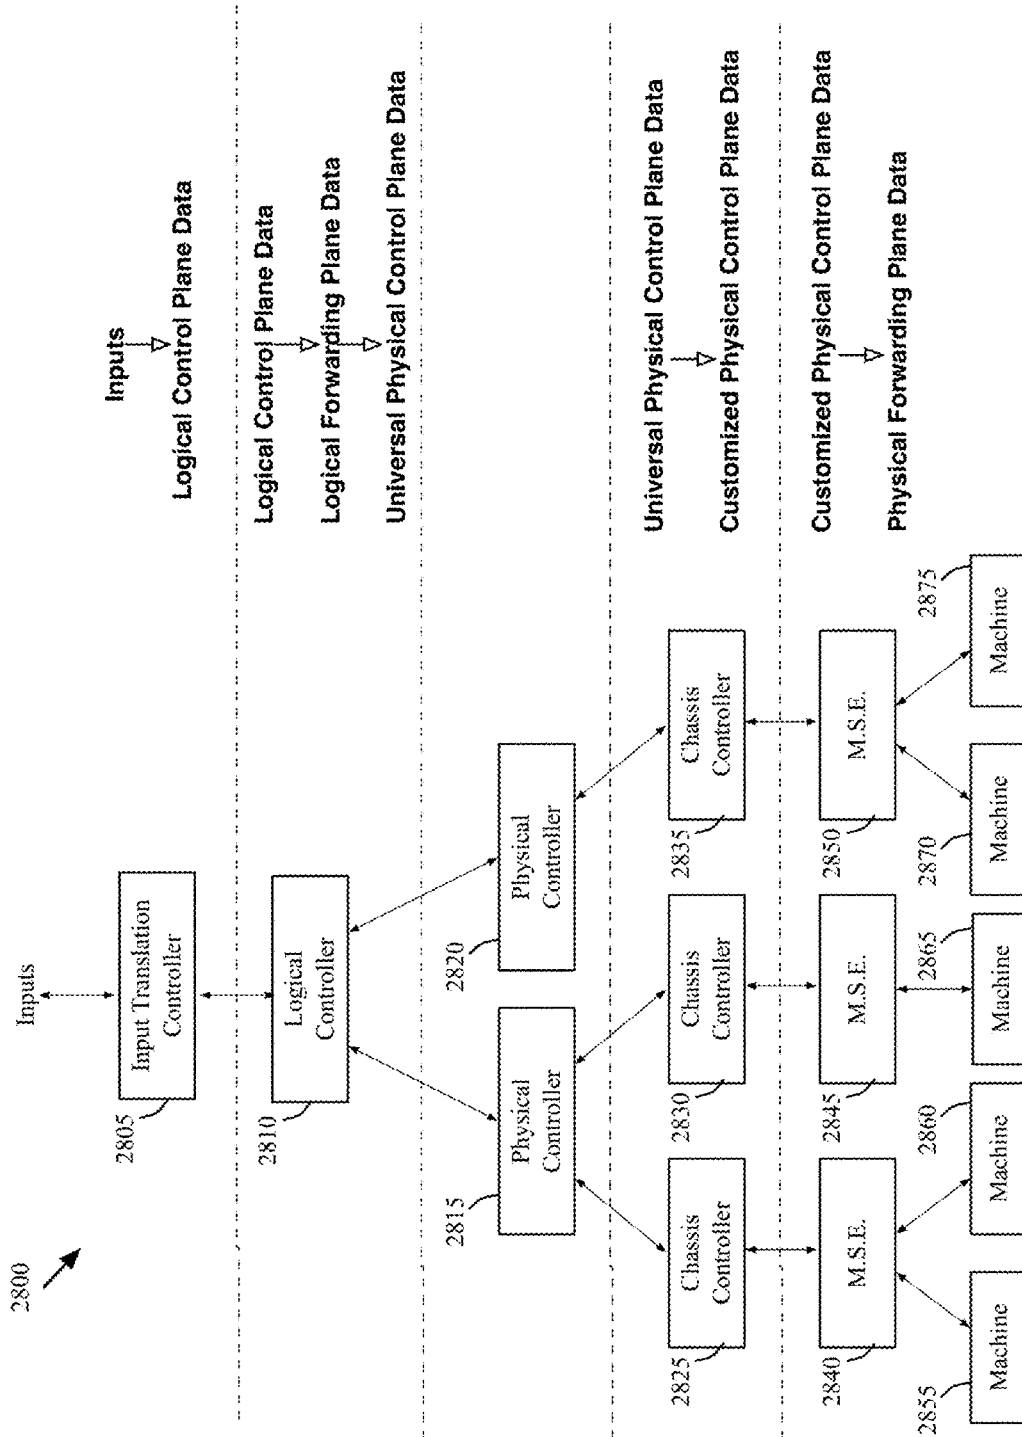 2800
Inputs
Input Translation
Controller
2805
Inputs
Logical Control Plane Data
Logical
Controller
2810
Logical Control Plane Data
Logical Forwarding Plane Data
Universal Physical Control Plane Data
Physical
Controller
2815
Physical
Controller
2820
Chassis
Controller
2825
Chassis
Controller
2830
Chassis
Controller
2835
Universal Physical Control Plane Data
Customized Physical Control Plane Data
M.S.E.
2840
M.S.E.
2845
M.S.E.
2850
Customized Physical Control Plane Data
Physical Forwarding Plane Data
Machine
2855
Machine
2860
Machine
2865
Machine
2870
Machine
2875